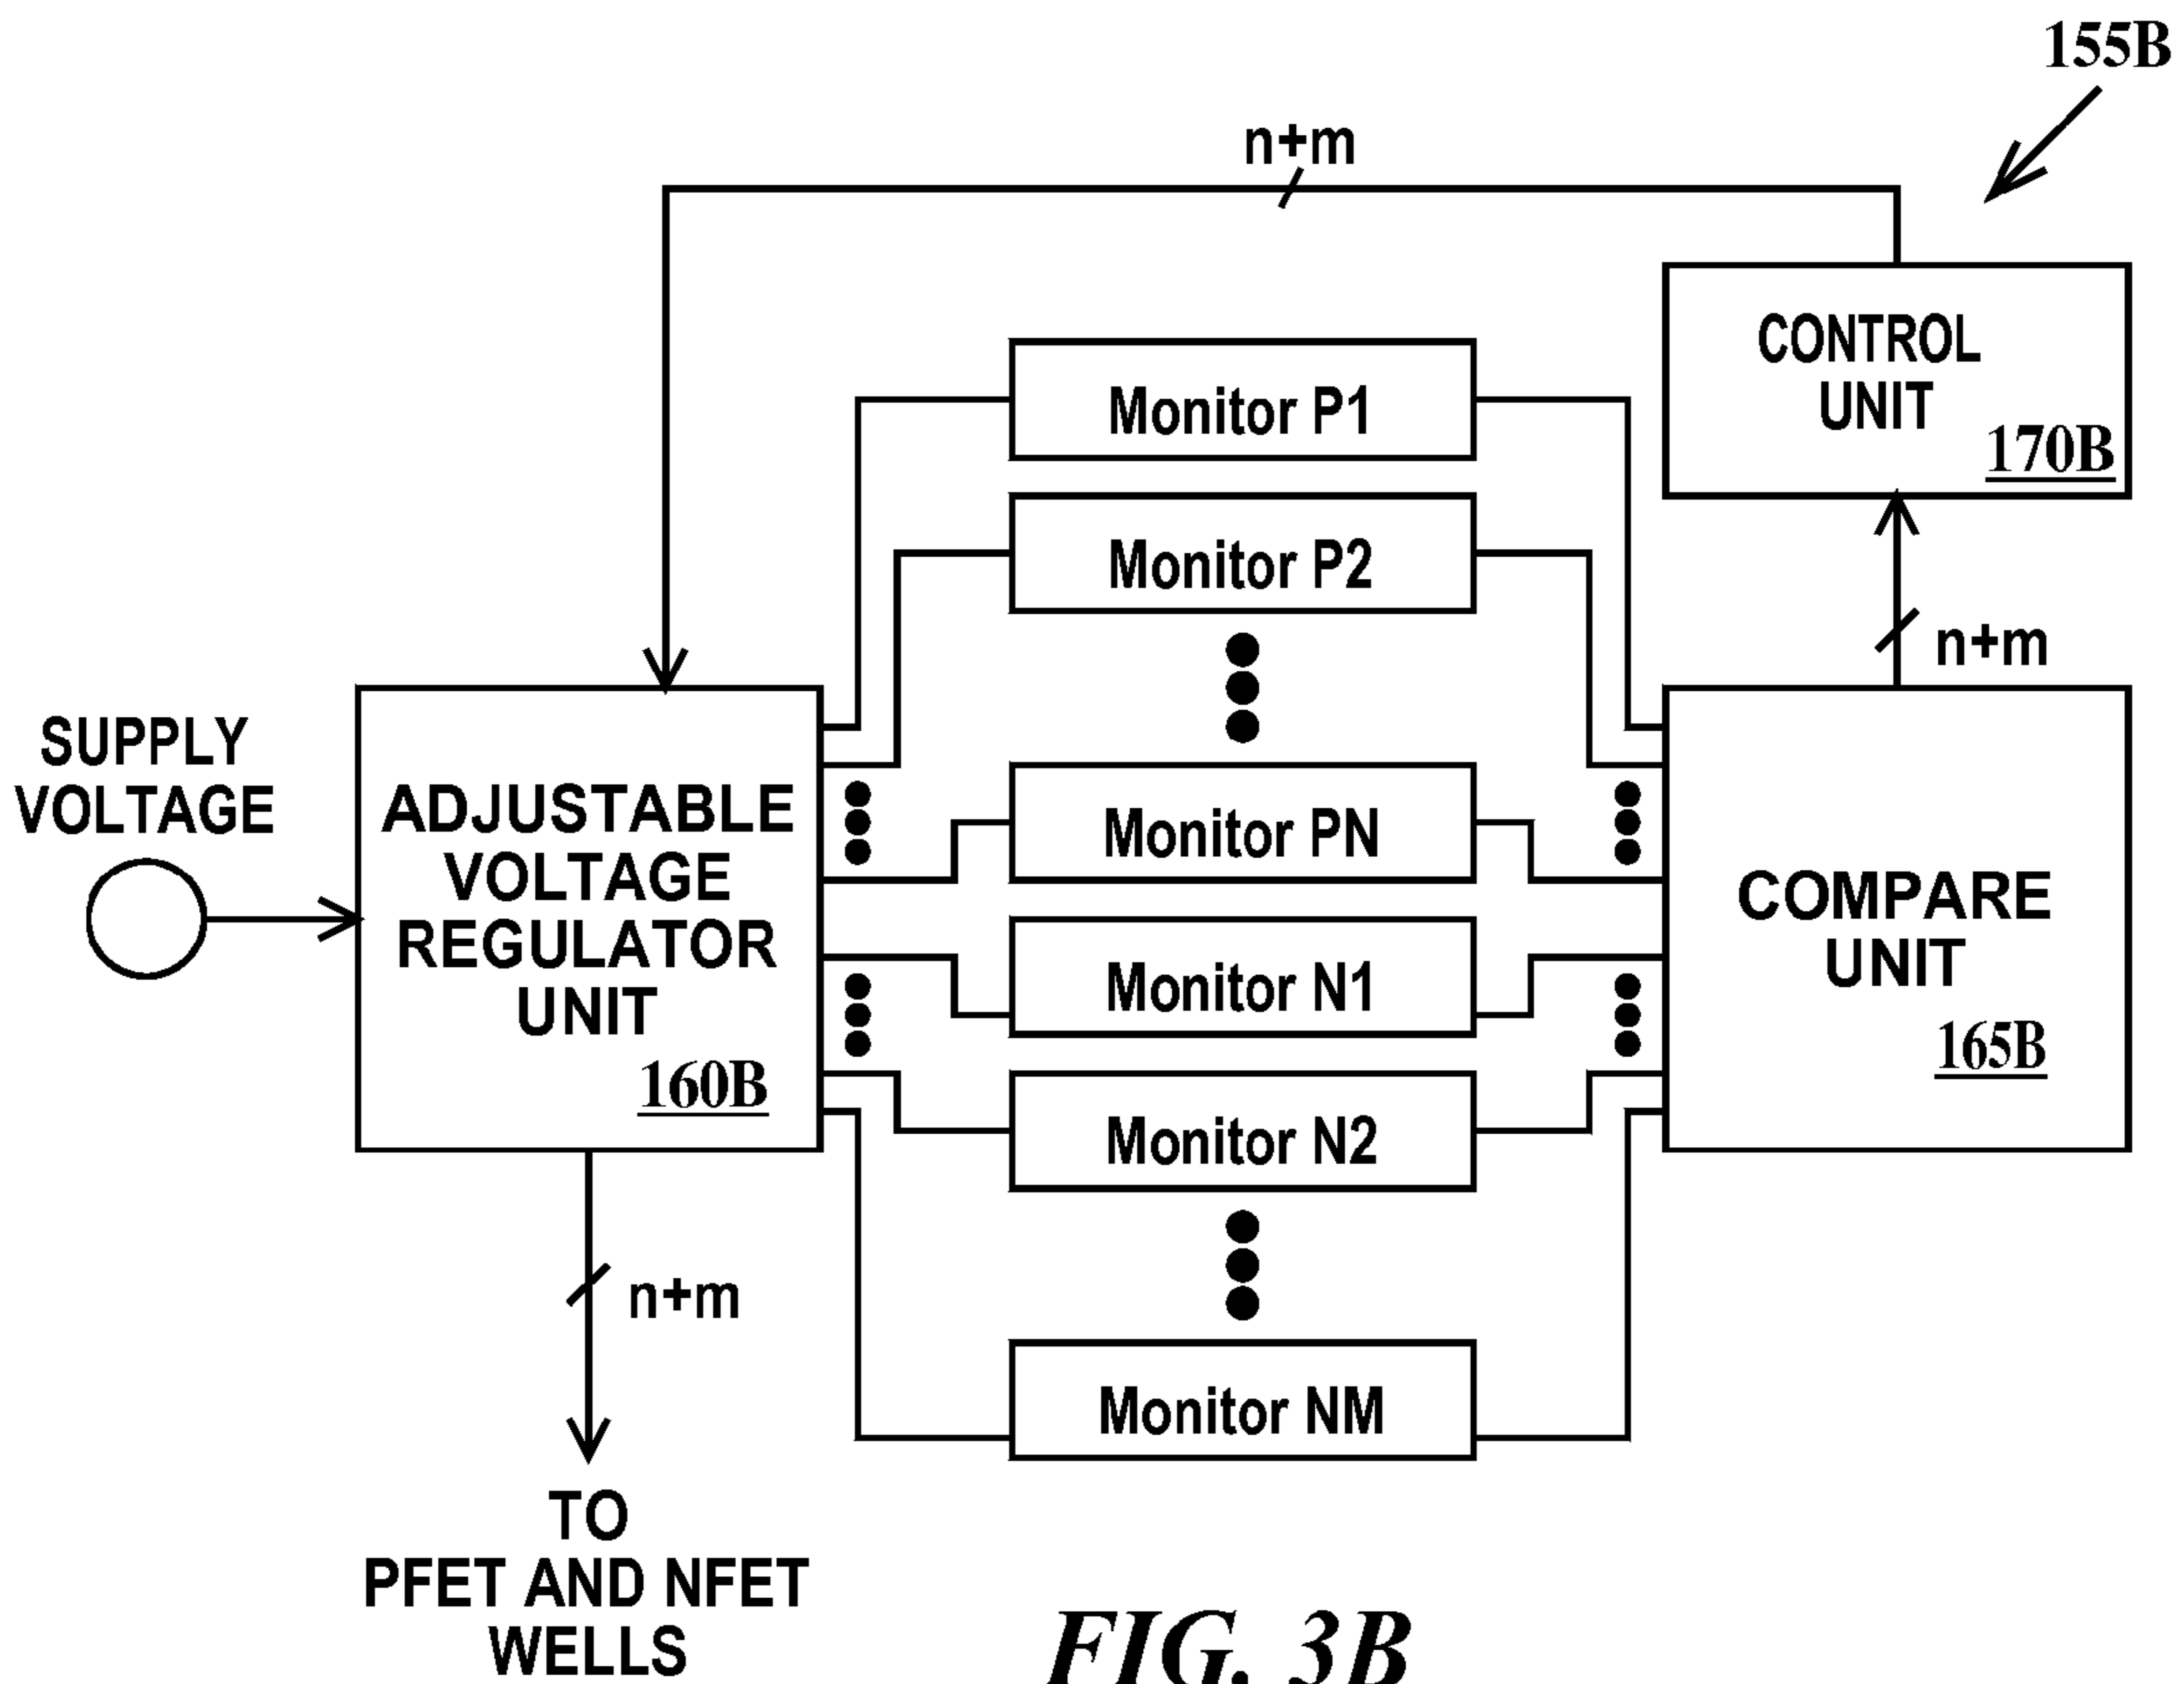 155B
n+m
CONTROL
UNIT
170B
Monitor P1
Monitor P2
n+m
SUPPLY
VOLTAGE
ADJUSTABLE
VOLTAGE
REGULATOR
UNIT
160B
Monitor PN
Monitor N1
Monitor N2
Monitor NM
COMPARE
UNIT
165B
n+m
TO
PFET AND NFET
WELLS
FIG. 3B